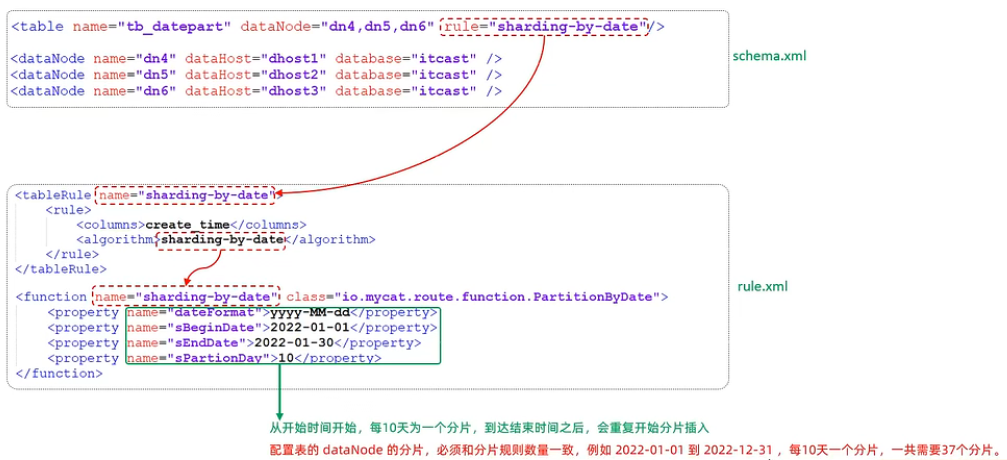 <table name="tb_datepart" dataNode="dn4,dn5,dn6" rule="sharding-by-date"/>
<dataNode name="dn4" dataHost="dhost1" database="itcast" />
<dataNode name="dn5" dataHost="dhost2" database="itcast" />
<dataNode name="dn6" dataHost="dhost3" database="itcast" />
schema.xml
<tableRule name="sharding-by-date">
<rule>
<columns>create_time</columns>
<algorithm>sharding-by-date</algorithm>
</rule>
</tableRule>
<function name="sharding-by-date" class="io.mycat.route.function.PartitionByDate">
<property name="dateFormat">yyyy-MM-dd</property>
<property name="sBeginDate">2022-01-01</property>
<property name="sEndDate">2022-01-30</property>
<property name="sPartionDay">10</property>
</function>
rule.xml
从开始时间开始，每10天为一个分片，到达结束时间之后，会重复开始分片插入
配置表的 dataNode 的分片，必须和分片规则数量一致，例如 2022-01-01 到 2022-12-31 ，每10天一个分片，一共需要37个分片。